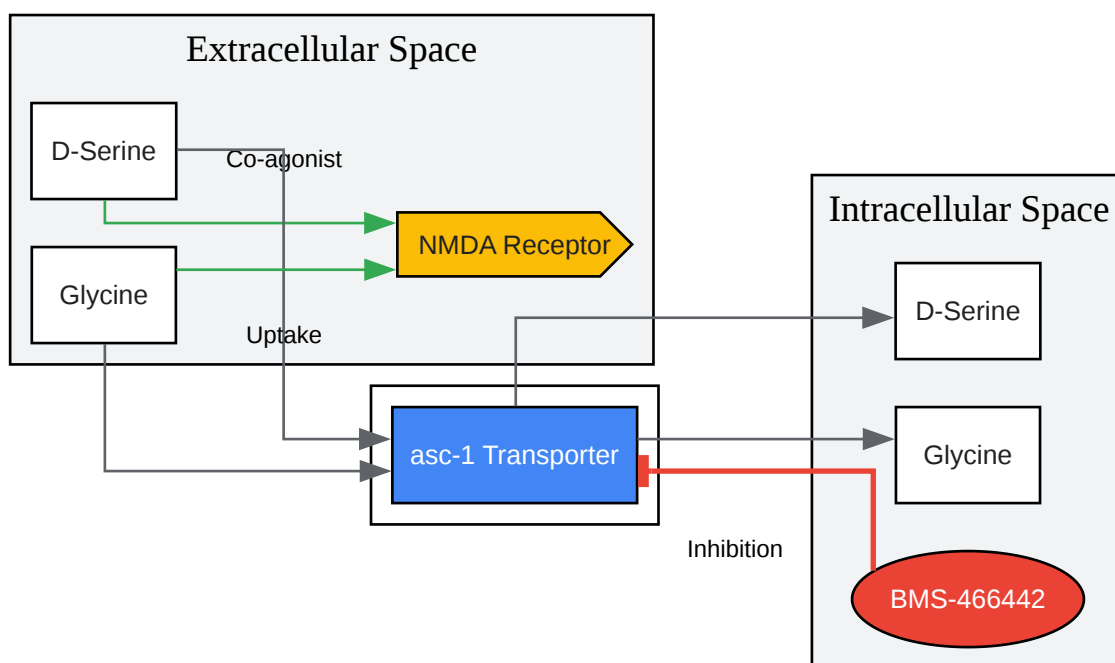 Extracellular Space
D-Serine
Co-agonist
NMDA Receptor
Glycine
Uptake
asc-1 Transporter
Inhibition
Intracellular Space
D-Serine
Glycine
BMS-466442